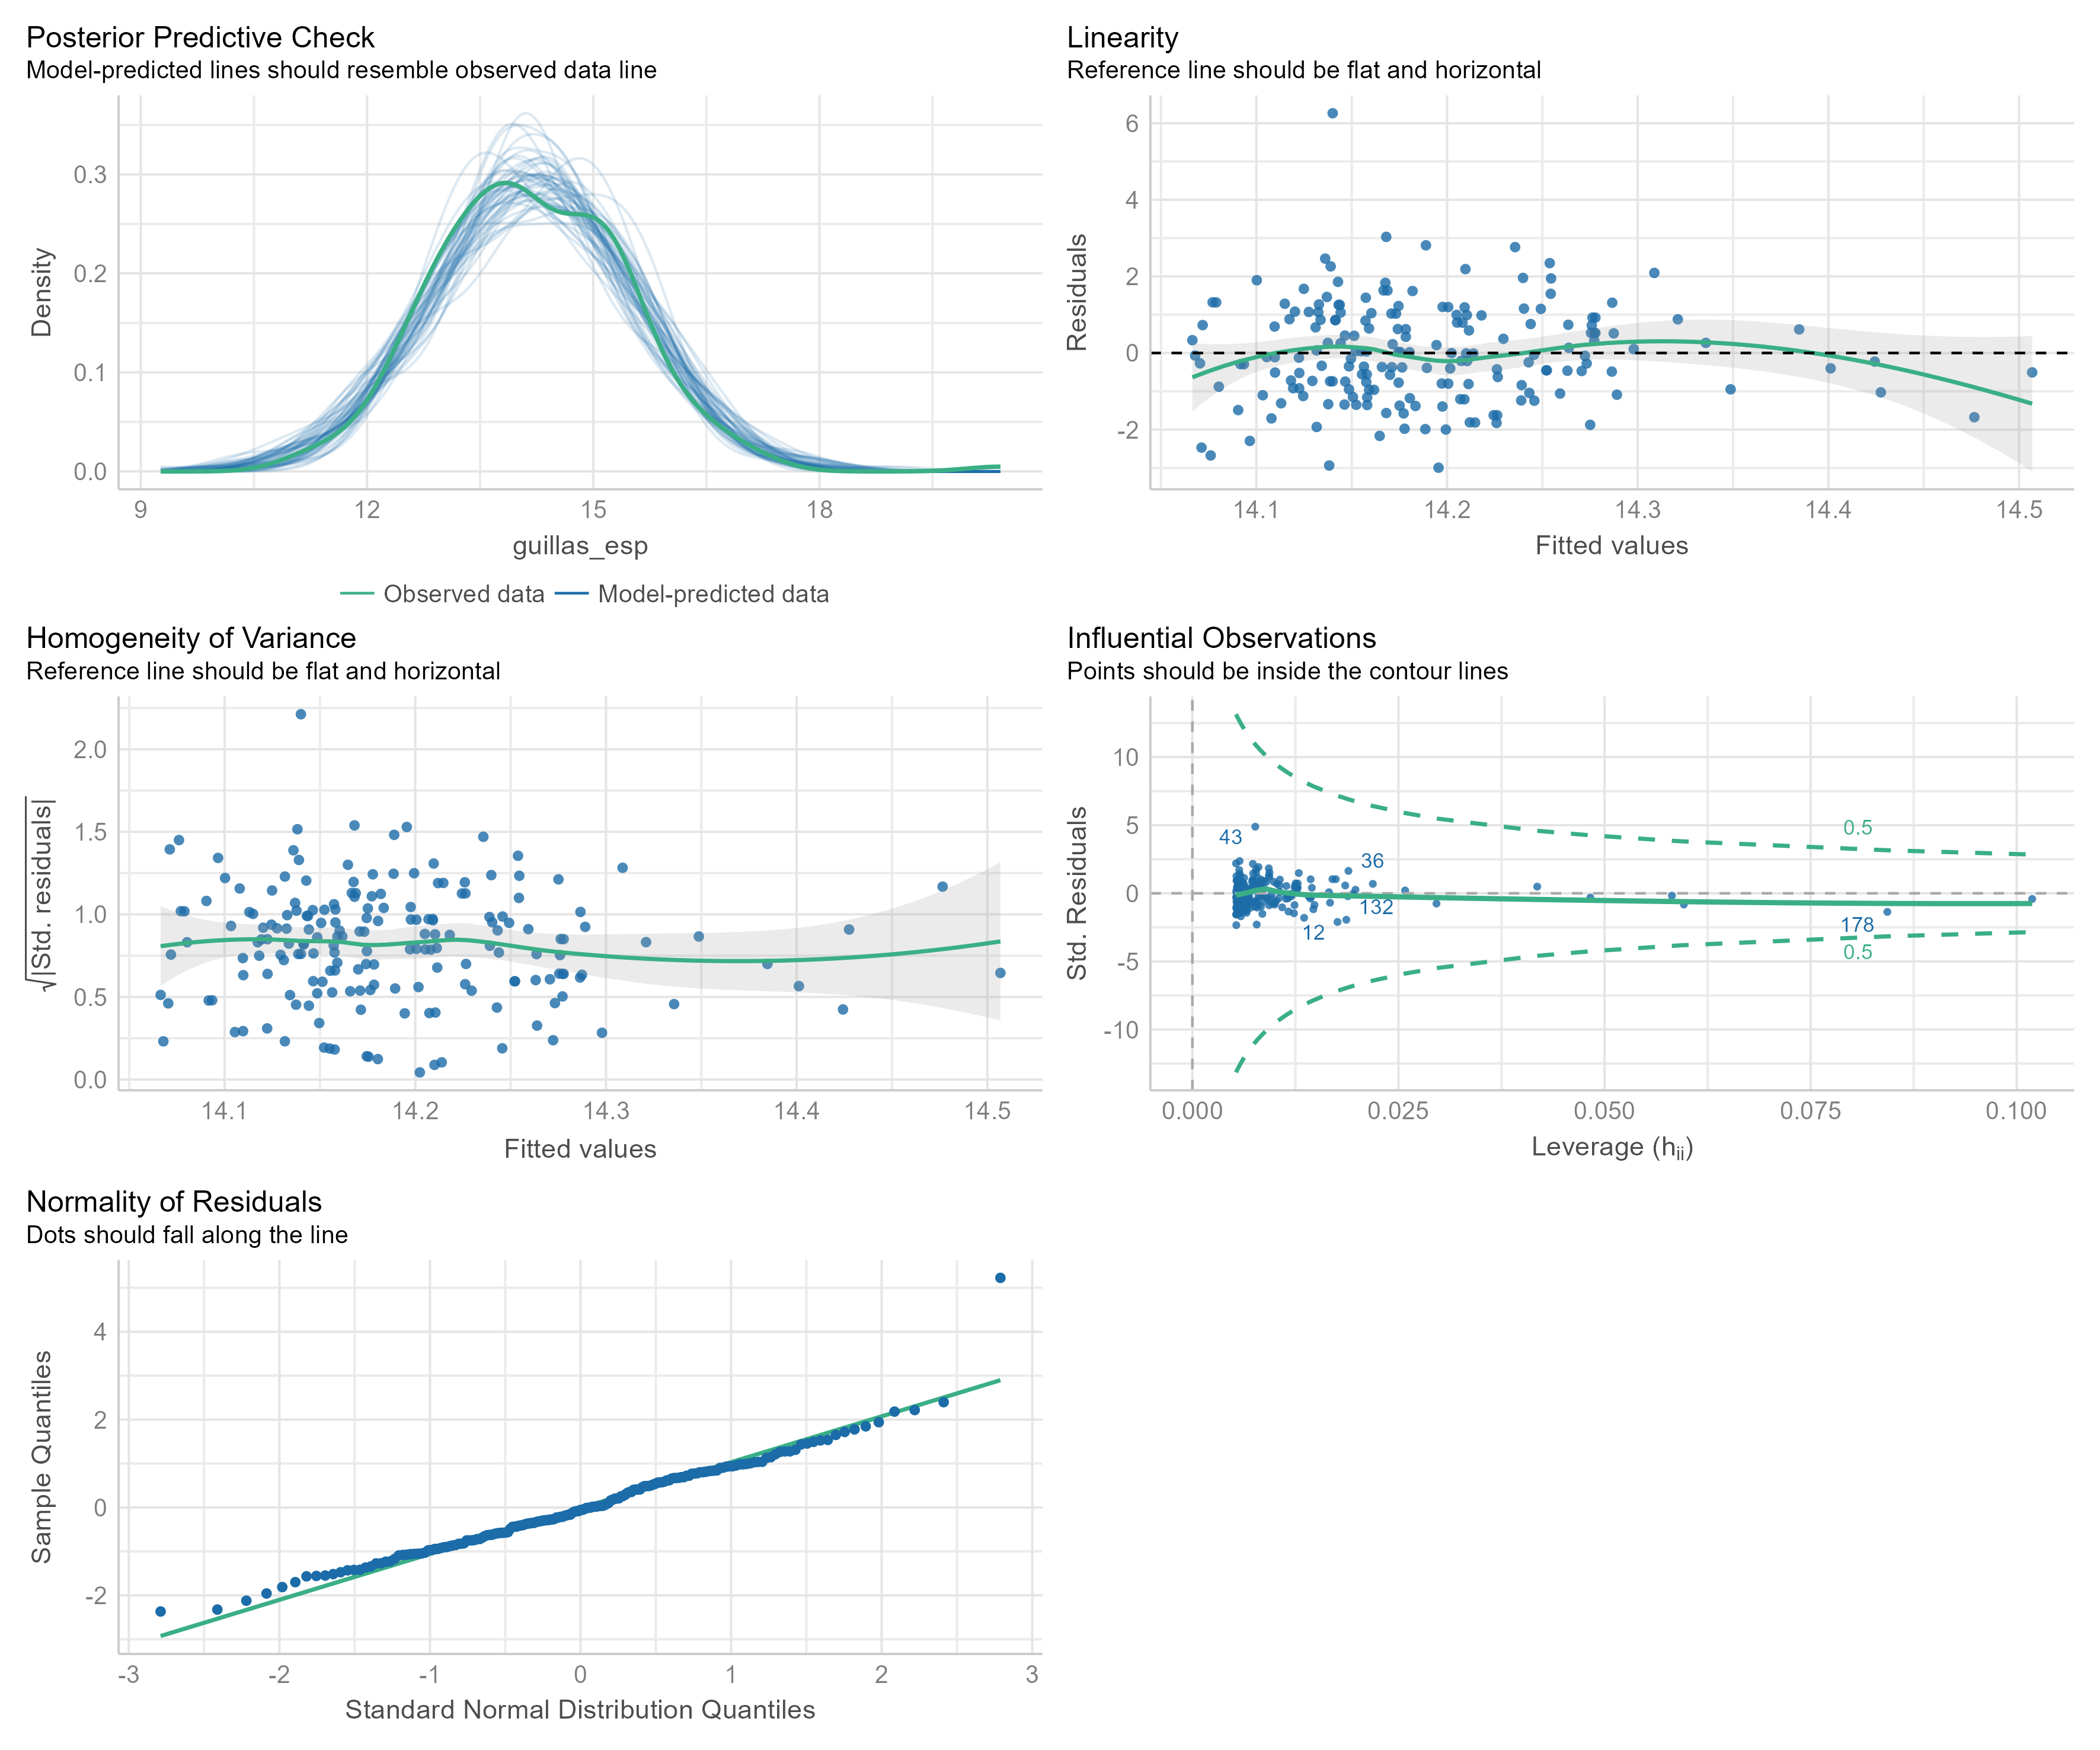 Posterior Predictive Check
Model-predicted lines should resemble observed data line
Density
0.3
0.2
0.1
0.0
9 12 15 18
guillas_esp
Observed data Model-predicted data
Linearity
Reference line should be flat and horizontal
Residuals
6
4
2
0
-2
14.1 14.2 14.3 14.4 14.5
Fitted values
Homogeneity of Variance
Reference line should be flat and horizontal
√|Std. residuals|
2.0
1.5
1.0
0.5
0.0
14.1 14.2 14.3 14.4 14.5
Fitted values
Influential Observations
Points should be inside the contour lines
Std. Residuals
10
5
0
-5
-10
0.5
43
36
132
178
12
0.5
0.000 0.025 0.050 0.075 0.100
Leverage (hᵢᵢ)
Normality of Residuals
Dots should fall along the line
Sample Quantiles
4
2
0
-2
-3 -2 -1 0 1 2 3
Standard Normal Distribution Quantiles